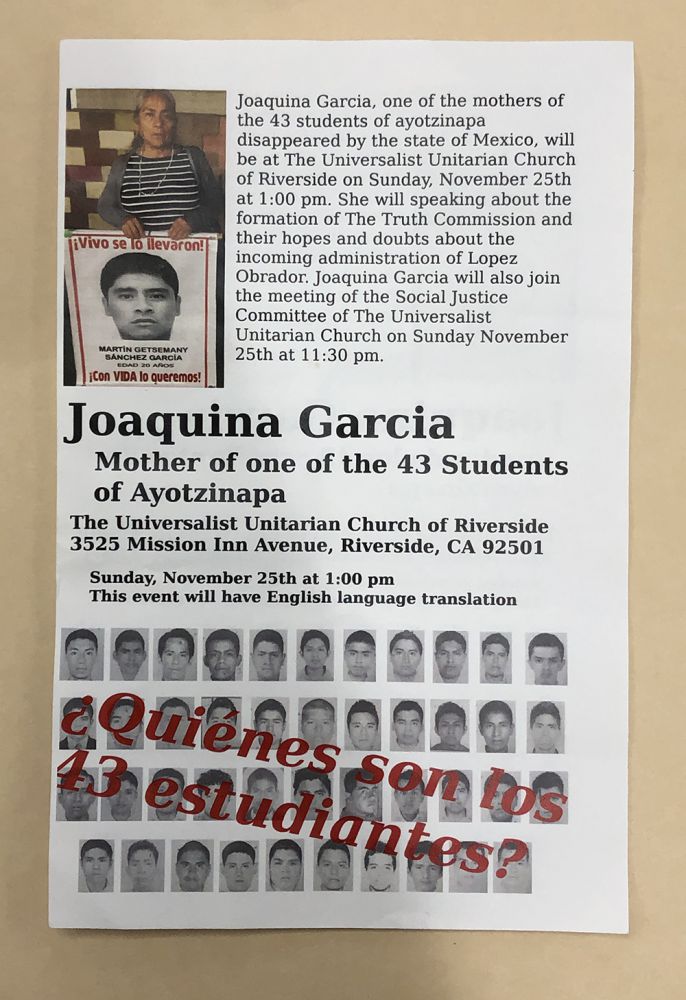 Joaquina Garcia, one of the mothers of
the 43 students of ayotzinapa
disappeared by the state of Mexico, will
be at The Universalist Unitarian Church
of Riverside on Sunday, November 25th
at 1:00 pm. She will speaking about the
formation of The Truth Commission and
their hopes and doubts about the
incoming administration of Lopez
Obrador. Joaquina Garcia will also join
the meeting of the Social Justice
Committee of The Universalist
Unitarian Church on Sunday November
25th at 11:30 pm.
¡Vivo se lo llevaron!
MARTÍN GETSEMANY
SÁNCHEZ GARCÍA
EDAD 20 AÑOS
¡Con VIDA lo queremos!
Joaquina Garcia
Mother of one of the 43 Students
of Ayotzinapa
The Universalist Unitarian Church of Riverside
3525 Mission Inn Avenue, Riverside, CA 92501
Sunday, November 25th at 1:00 pm
This event will have English language translation
¿Quiénes son los
43 estudiantes?